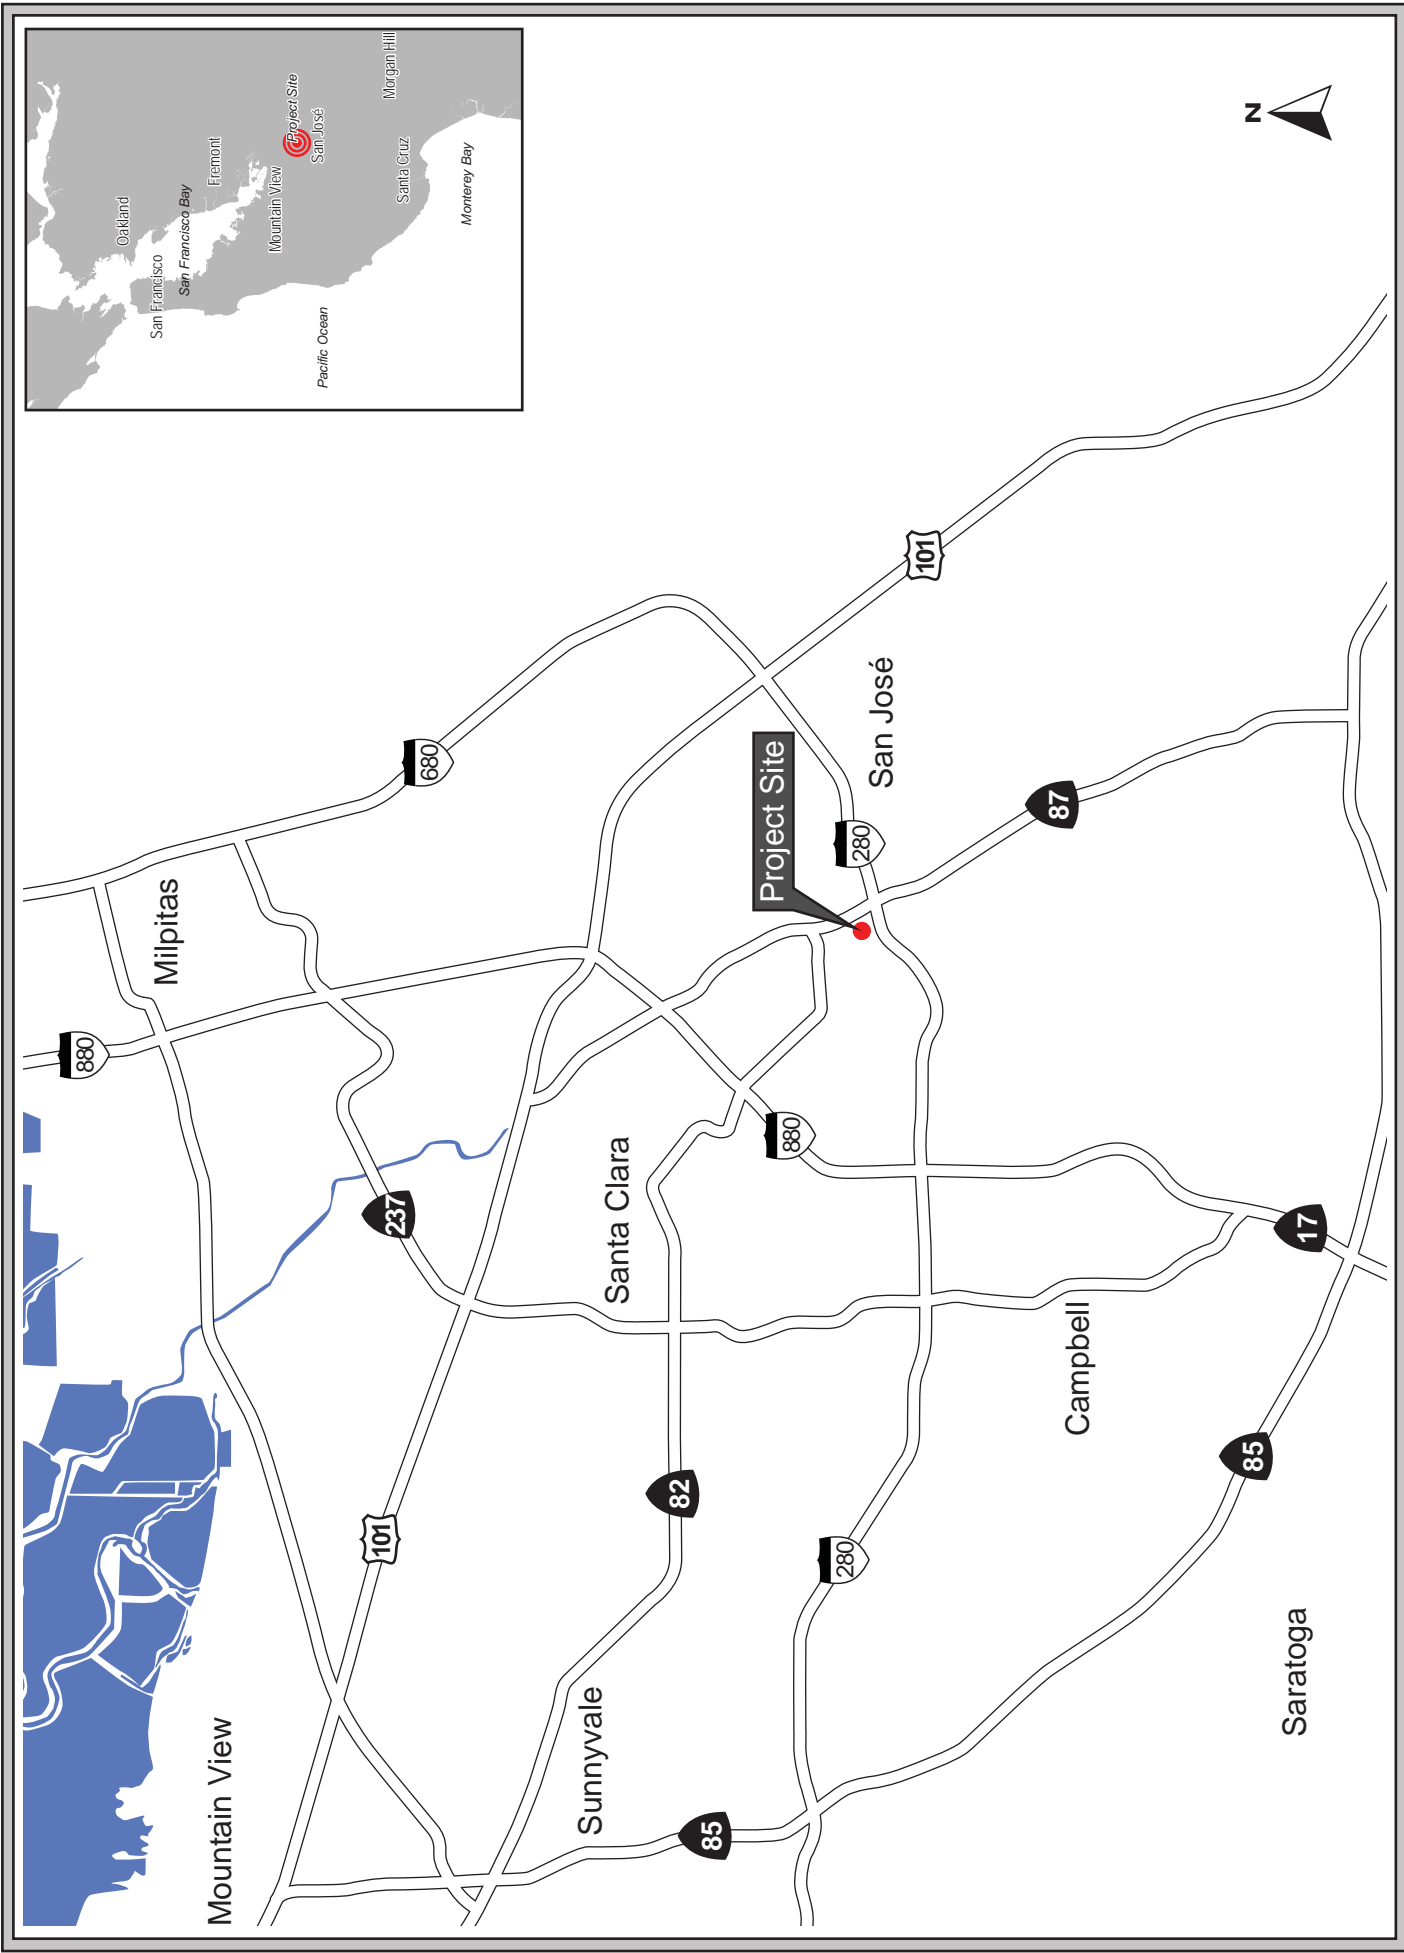 Oakland
San Francisco
San Francisco Bay
Fremont
Mountain View
Project Site
San José
Morgan Hill
Santa Cruz
Monterey Bay
Pacific Ocean
N
Mountain View
Milpitas
880
680
237
101
Sunnyvale
Santa Clara
82
85
880
280
Project Site
280
San José
101
87
Campbell
85
17
Saratoga